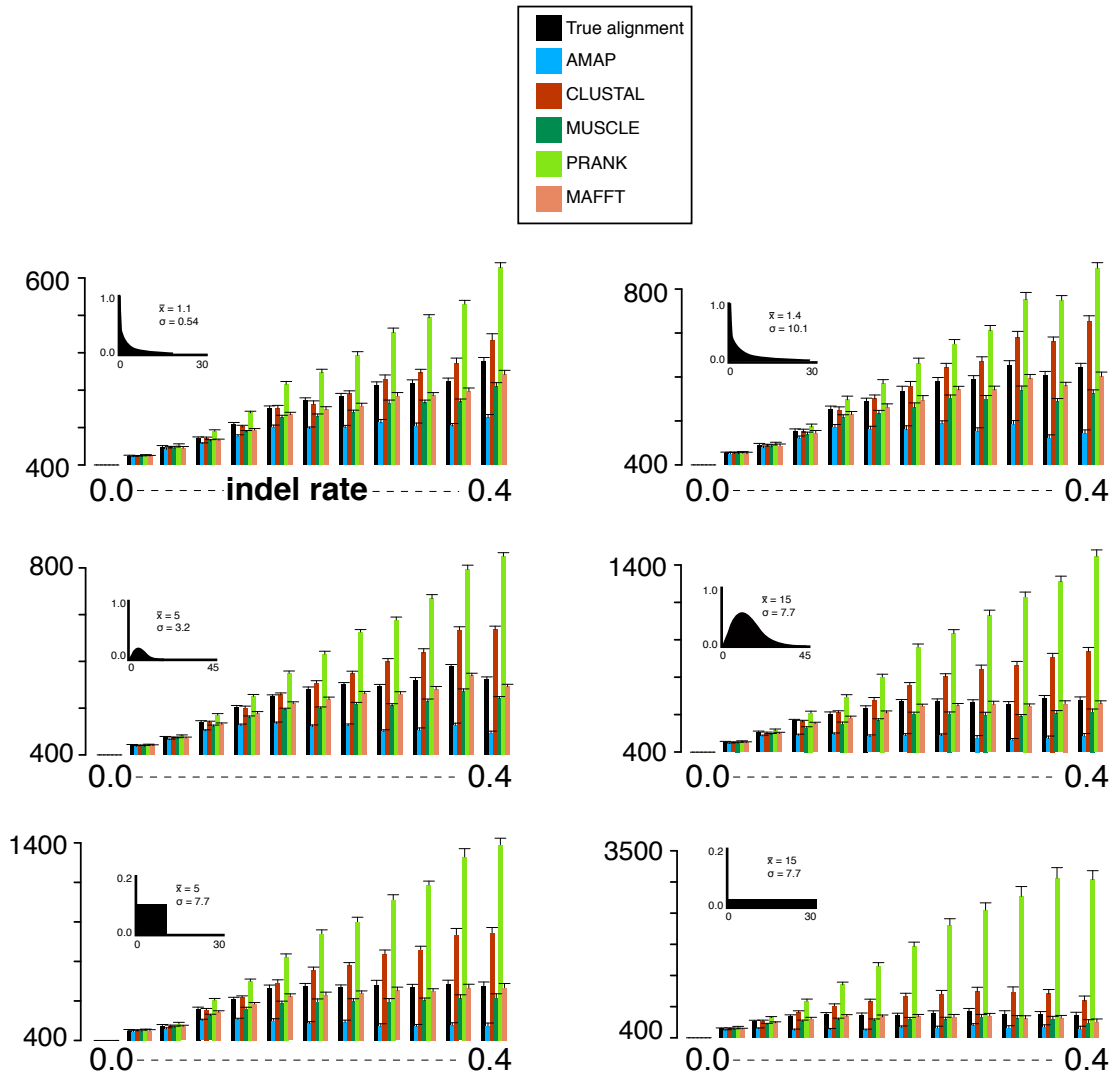 True alignment
AMAP
CLUSTAL
MUSCLE
PRANK
MAFFT
600
400
1.0
0.0
0
30
x̄ = 1.1
σ = 0.54
0.0
indel rate
0.4
800
400
1.0
0.0
0
30
x̄ = 1.4
σ = 10.1
0.0
0.4
800
400
1.0
0.0
0
45
x̄ = 5
σ = 3.2
0.0
0.4
1400
400
1.0
0.0
0
45
x̄ = 15
σ = 7.7
0.0
0.4
1400
400
0.2
0.0
0
30
x̄ = 5
σ = 7.7
0.0
0.4
3500
400
0.2
0.0
0
30
x̄ = 15
σ = 7.7
0.0
0.4